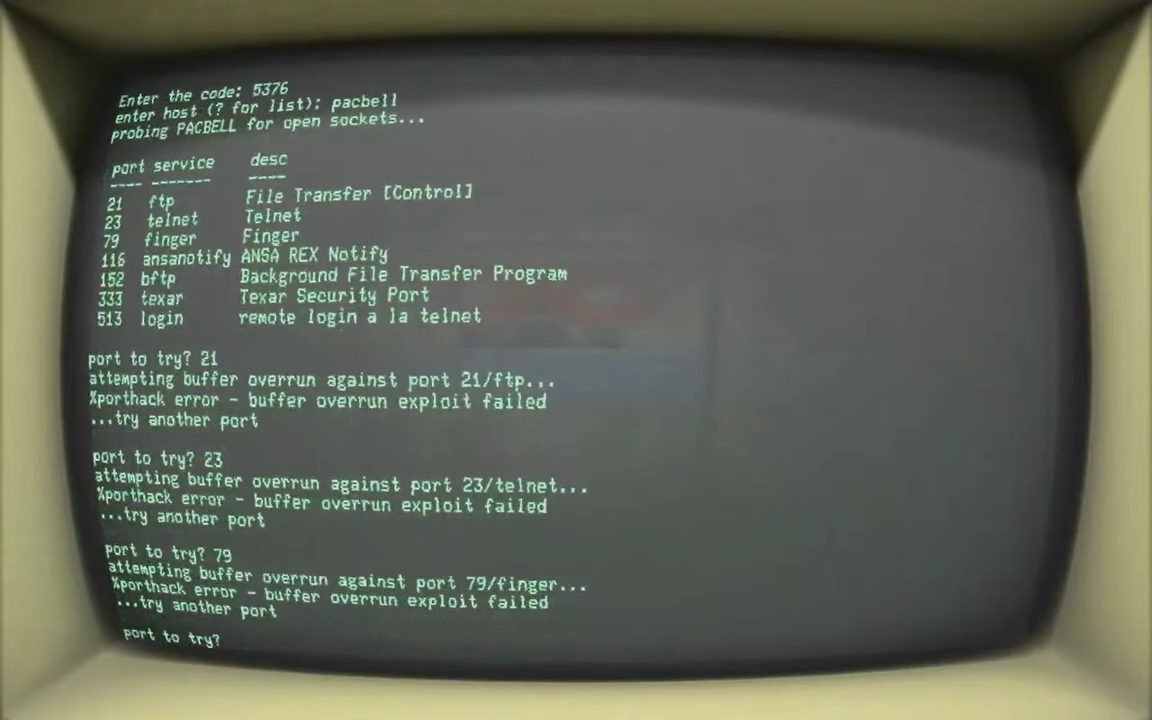 Enter the code: 5376
enter host (? for list): pacbell
probing PACBELL for open sockets...
port service    desc
---- -------    ----
21   ftp        File Transfer [Control]
23   telnet     Telnet
79   finger     Finger
116  ansanotify ANSA REX Notify
152  bftp       Background File Transfer Program
333  texar      Texar Security Port
513  login      remote login a la telnet
port to try? 21
attempting buffer overrun against port 21/ftp...
%porthack error - buffer overrun exploit failed
...try another port
port to try? 23
attempting buffer overrun against port 23/telnet...
%porthack error - buffer overrun exploit failed
...try another port
port to try? 79
attempting buffer overrun against port 79/finger...
%porthack error - buffer overrun exploit failed
...try another port
port to try?